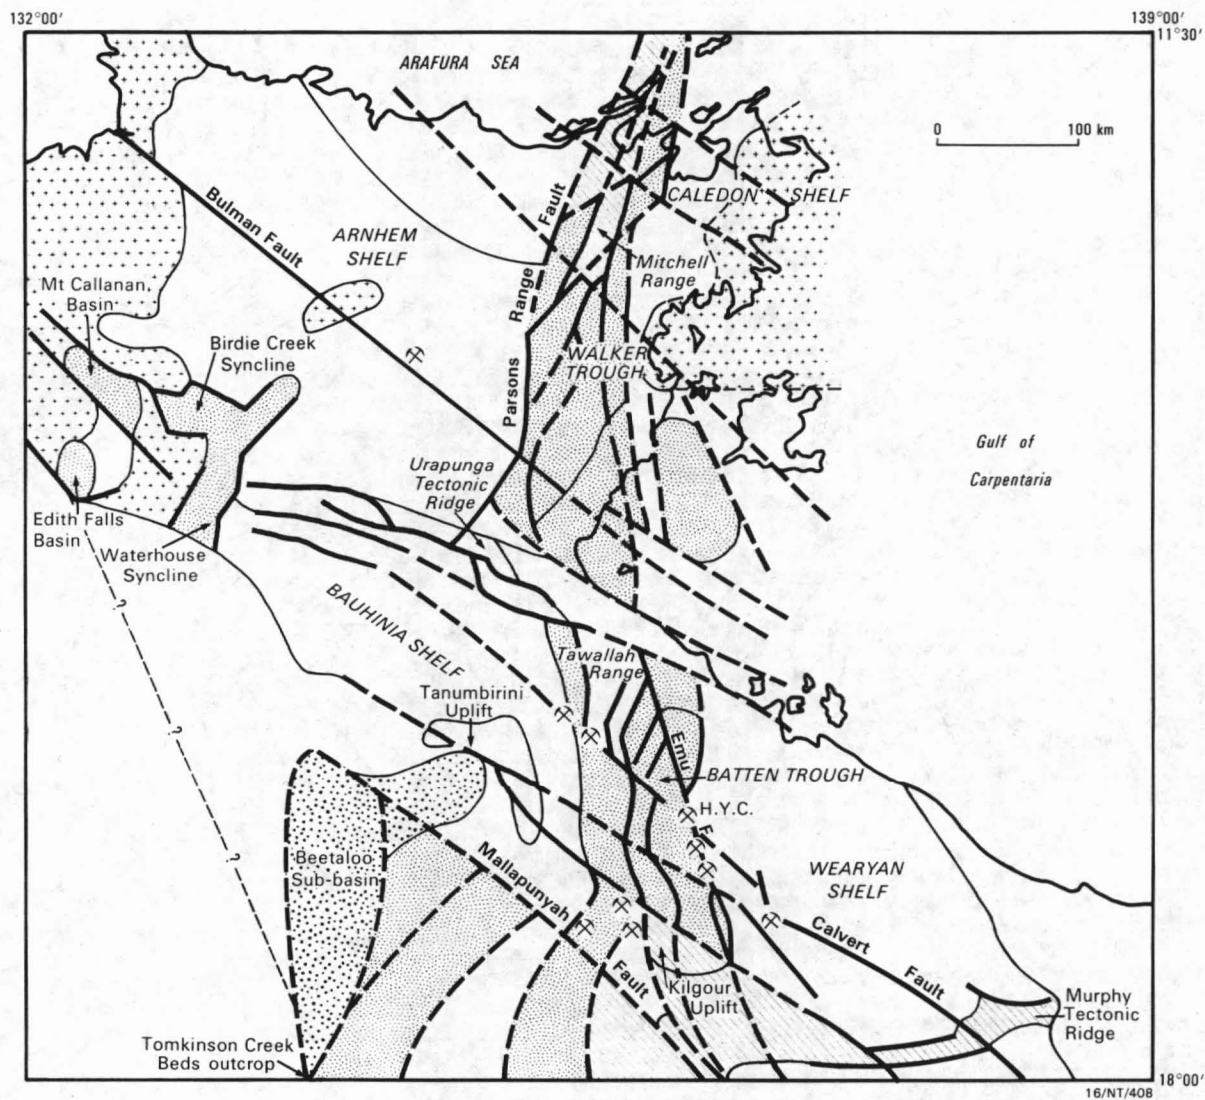 132°00′
139°00′
11°30′
ARAFURA SEA
0 100 km
Bulman Fault
ARNHEM
SHELF
Fault
Range
Parsons
CALEDON SHELF
Mitchell
Range
Mt Callanan
Basin
Birdie Creek
Syncline
WALKER
TROUGH
Gulf of
Carpentaria
Urapunga
Tectonic
Ridge
Edith Falls
Basin
Waterhouse
Syncline
?
BAUHINIA SHELF
Tawallah
Range
Tanumbirini
Uplift
?
Emu
F
BATTEN TROUGH
H.Y.C.
?
Beetaloo
Sub-basin
Mallapunyah
Fault
WEARYAN
SHELF
Calvert
Fault
Kilgour
Uplift
Murphy
Tectonic
Ridge
Tomkinson Creek
Beds outcrop
18°00′
16/NT/408